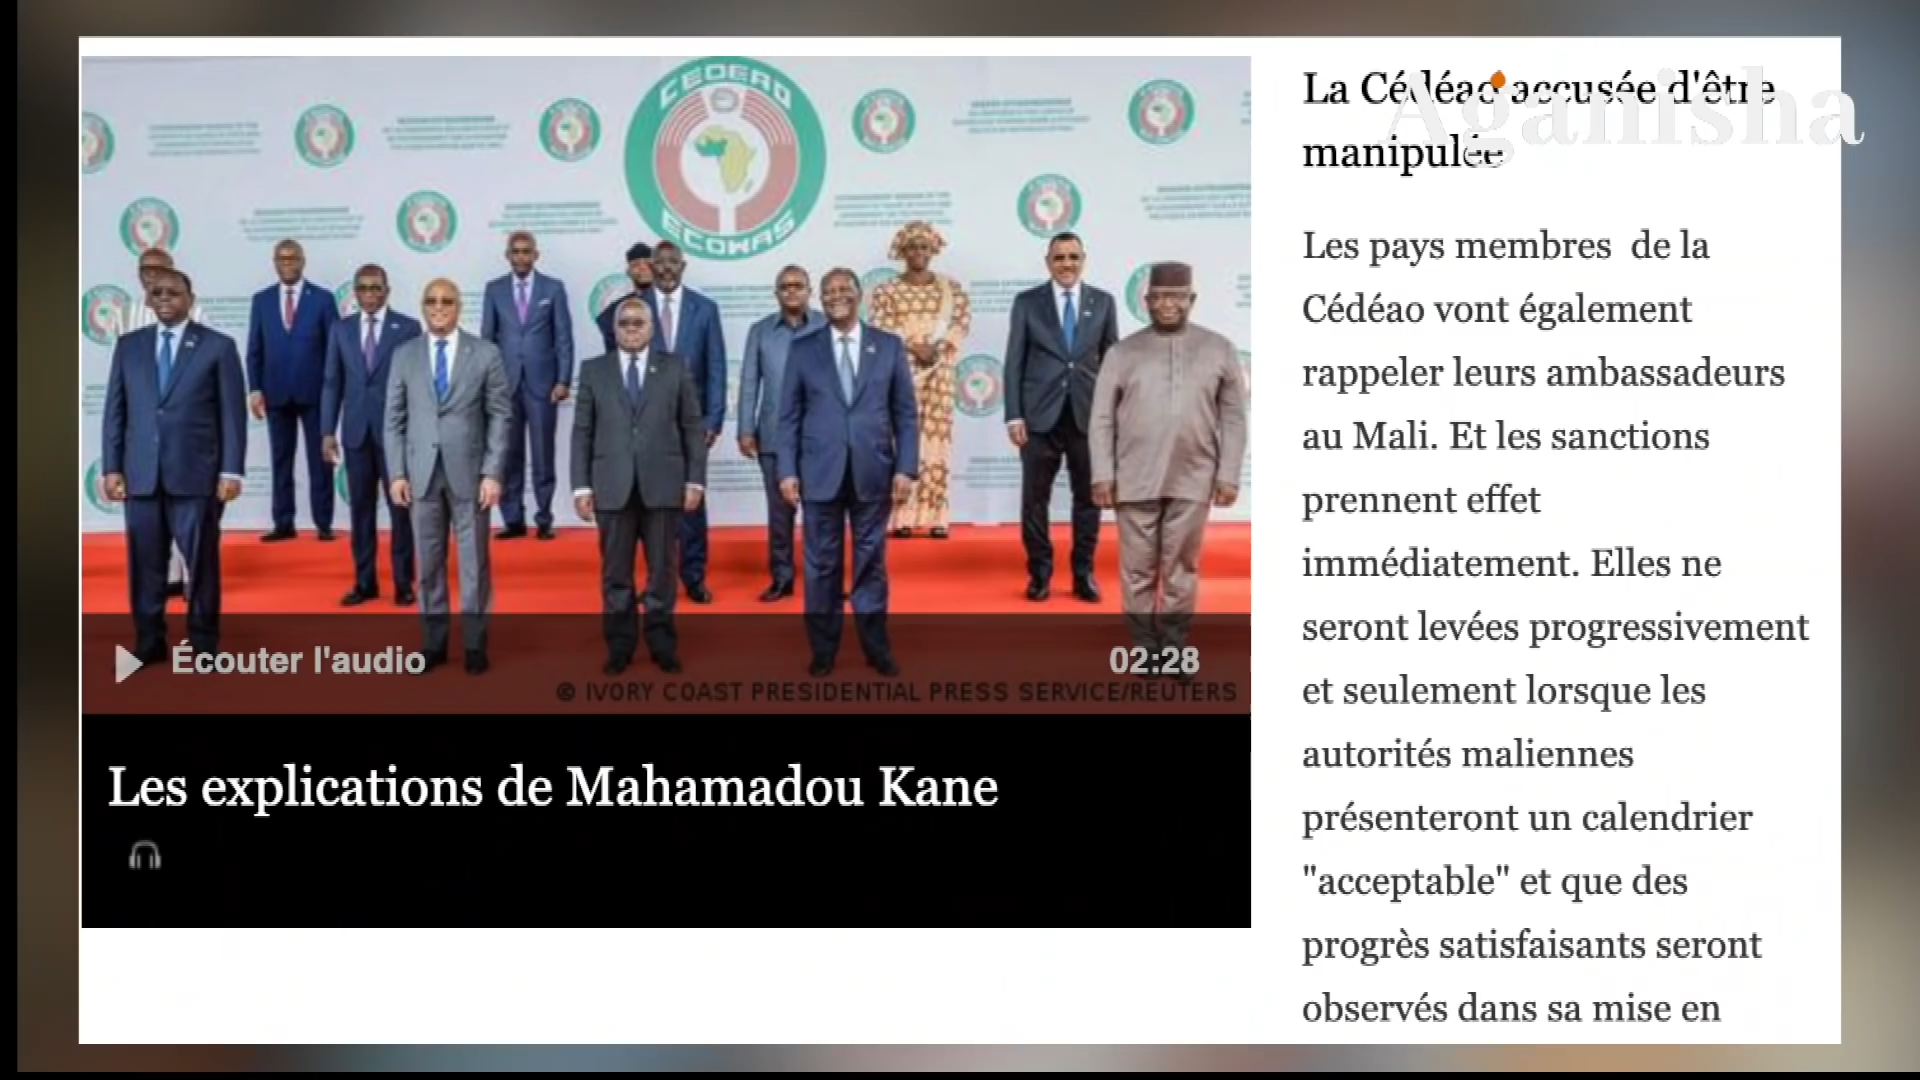 CEDEAO
ECOWAS
Écouter l'audio
02:28
© IVORY COAST PRESIDENTIAL PRESS SERVICE/REUTERS
Les explications de Mahamadou Kane
La Cédéao accusée d'être
manipulée
Aganisha
Les pays membres de la
Cédéao vont également
rappeler leurs ambassadeurs
au Mali. Et les sanctions
prennent effet
immédiatement. Elles ne
seront levées progressivement
et seulement lorsque les
autorités maliennes
présenteront un calendrier
"acceptable" et que des
progrès satisfaisants seront
observés dans sa mise en